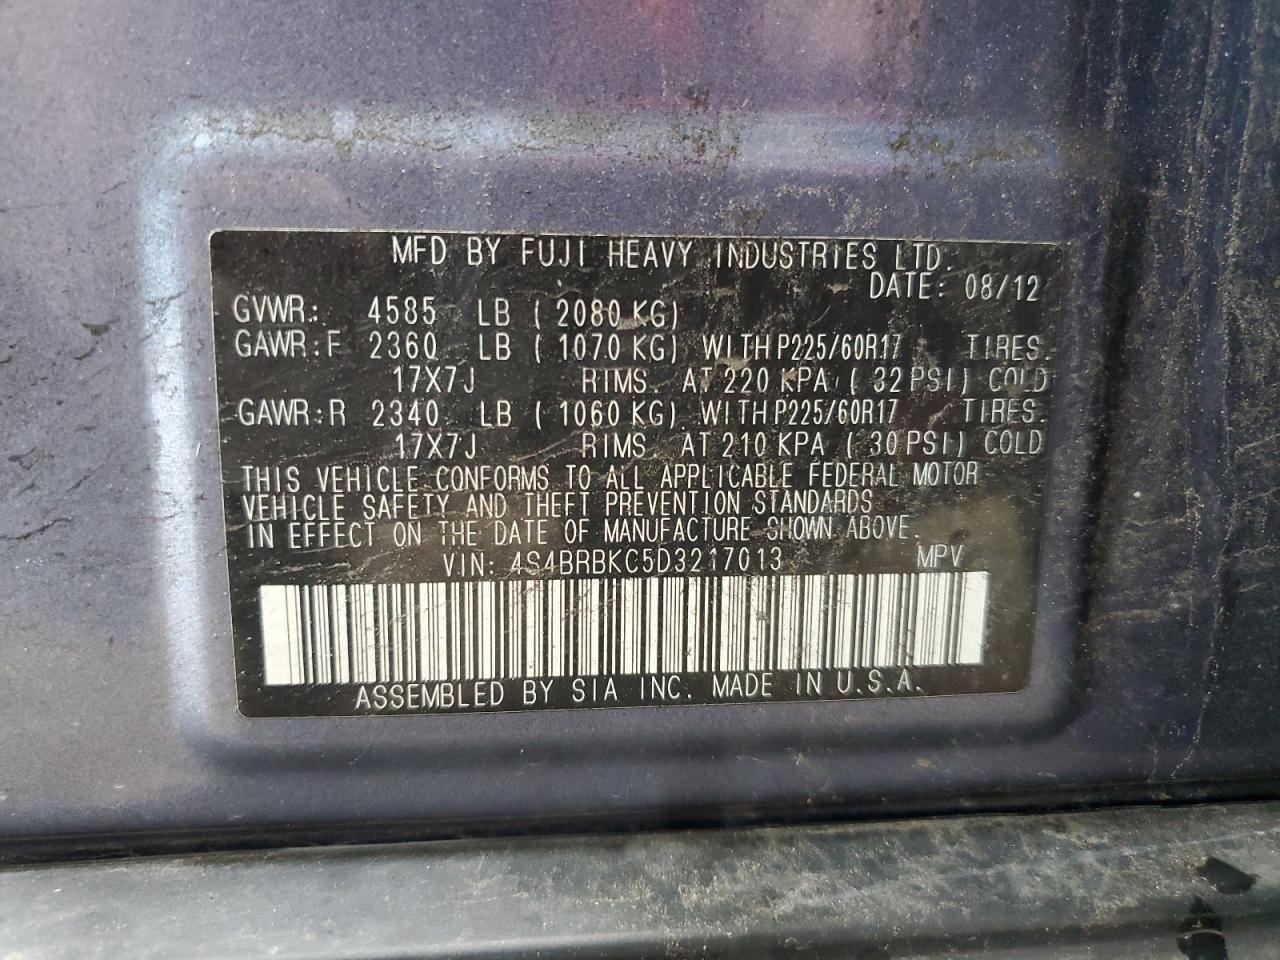 MFD BY FUJI HEAVY INDUSTRIES LTD.
DATE: 08/12
GVWR: 4585 LB ( 2080 KG)
GAWR:F 2360 LB ( 1070 KG) WITH P225/60R17 TIRES.
17X7J RIMS. AT 220 KPA ( 32 PSI) COLD
GAWR:R 2340 LB ( 1060 KG) WITH P225/60R17 TIRES.
17X7J RIMS. AT 210 KPA ( 30 PSI) COLD
THIS VEHICLE CONFORMS TO ALL APPLICABLE FEDERAL MOTOR
VEHICLE SAFETY AND THEFT PREVENTION STANDARDS
IN EFFECT ON THE DATE OF MANUFACTURE SHOWN ABOVE.
VIN: 4S4BRBKC5D3217013 MPV
ASSEMBLED BY SIA INC. MADE IN U.S.A.